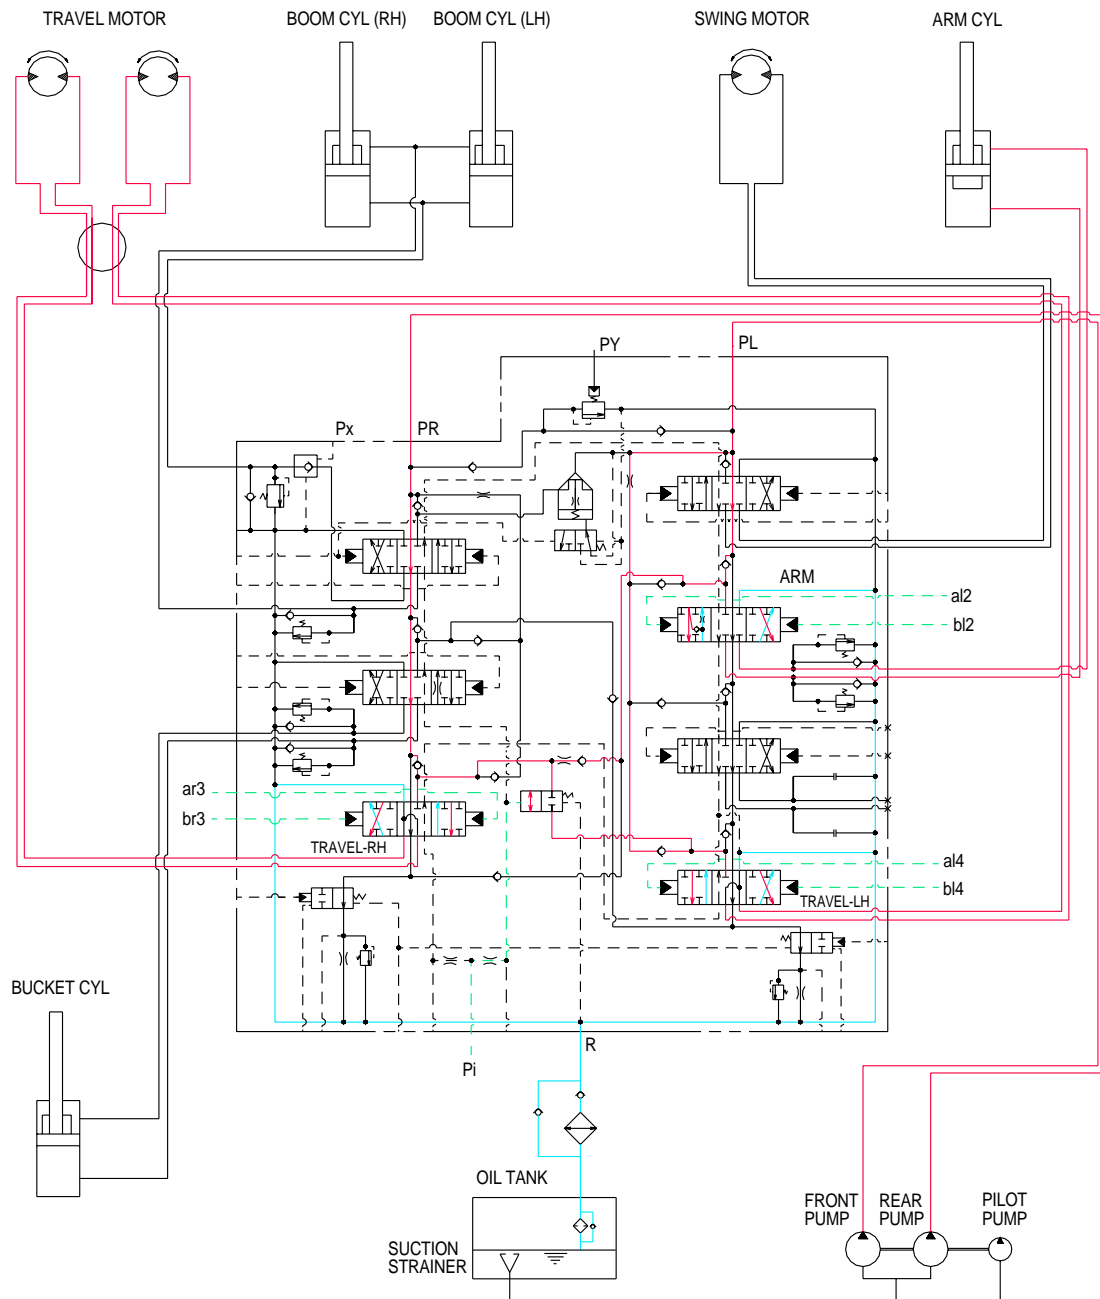 TRAVEL MOTOR
BOOM CYL (RH)
BOOM CYL (LH)
SWING MOTOR
ARM CYL
PY
PL
Px
PR
ARM
al2
bl2
ar3
br3
TRAVEL-RH
al4
bl4
TRAVEL-LH
BUCKET CYL
R
Pi
OIL TANK
FRONT
PUMP
REAR
PUMP
PILOT
PUMP
SUCTION
STRAINER